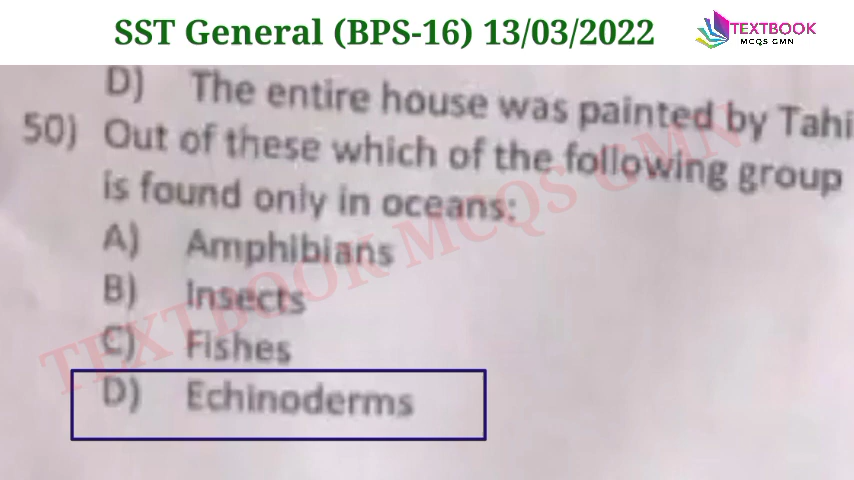 SST General (BPS-16) 13/03/2022
TEXTBOOK
MCQS GMN
D) The entire house was painted by Tahi
50) Out of these which of the following group
is found only in oceans:
A) Amphibians
B) Insects
C) Fishes
D) Echinoderms
TEXTBOOK MCQS GMN